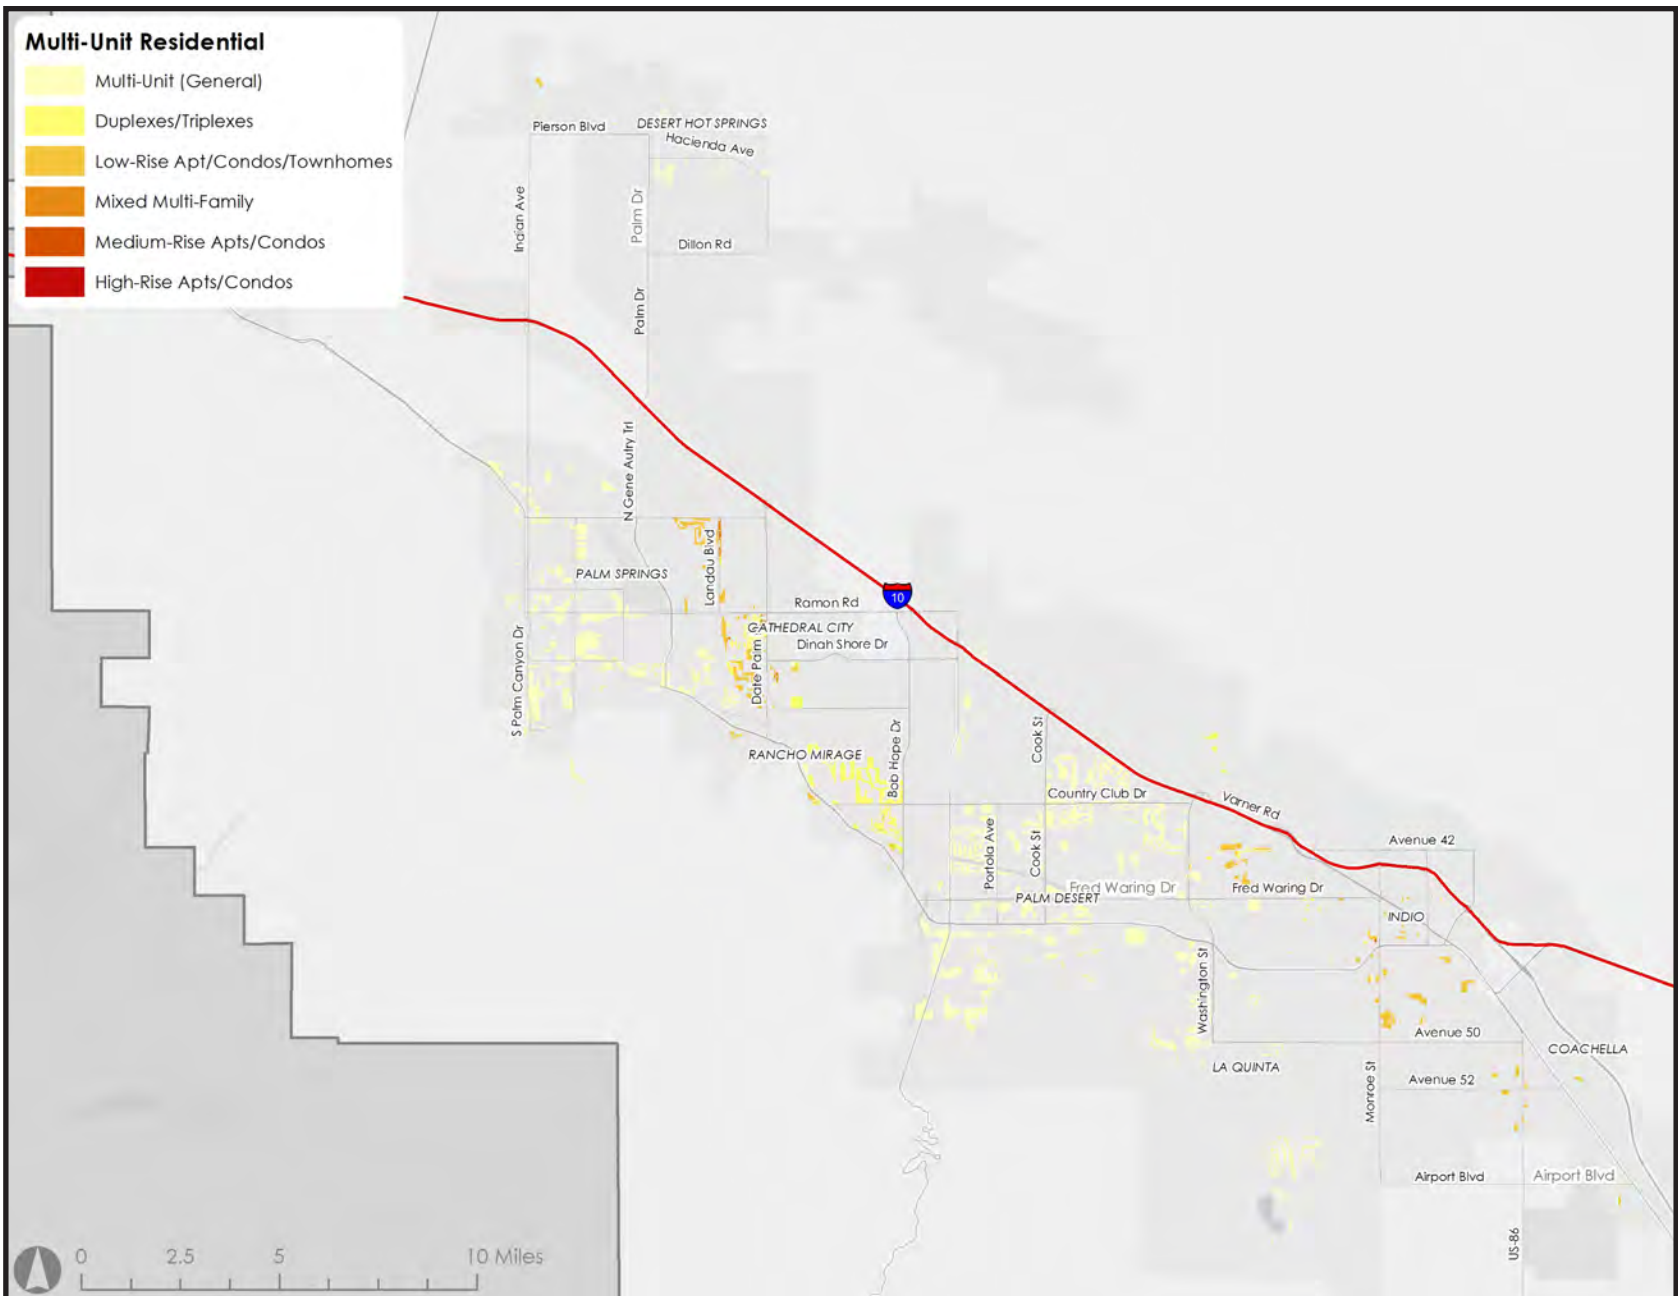 Multi-Unit Residential
Multi-Unit (General)
Duplexes/Triplexes
Low-Rise Apt/Condos/Townhomes
Mixed Multi-Family
Medium-Rise Apts/Condos
High-Rise Apts/Condos
Pierson Blvd
DESERT HOT SPRINGS
Hacienda Ave
Indian Ave
Palm Dr
Dillon Rd
Palm Dr
N Gene Autry Trl
Landau Blvd
PALM SPRINGS
10
Ramon Rd
CATHEDRAL CITY
Dinah Shore Dr
S Palm Canyon Dr
Date Palm
RANCHO MIRAGE
Bob Hope Dr
Cook St
Country Club Dr
Varner Rd
Avenue 42
Portola Ave
Cook St
Fred Waring Dr
Fred Waring Dr
PALM DESERT
INDIO
Washington St
Avenue 50
COACHELLA
LA QUINTA
Avenue 52
Monroe St
Airport Blvd
Airport Blvd
US-86
0 2.5 5 10 Miles